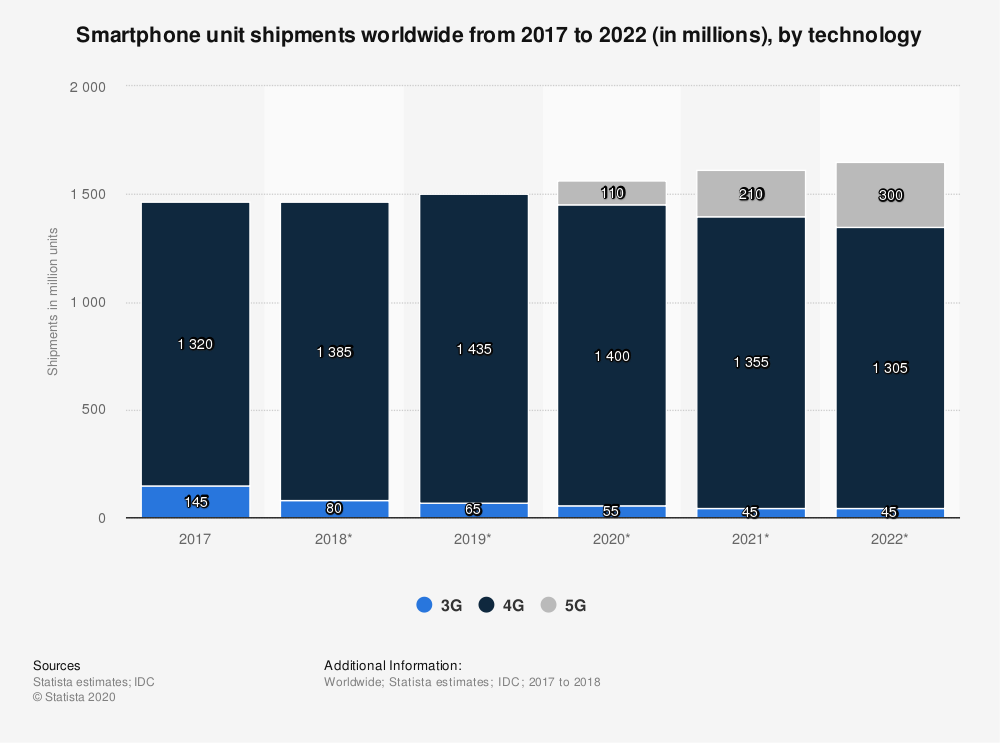 Smartphone unit shipments worldwide from 2017 to 2022 (in millions), by technology
Shipments in million units
2 000
1 500
1 000
500
0
110
210
300
1 320
1 385
1 435
1 400
1 355
1 305
145
80
65
55
45
45
2017
2018*
2019*
2020*
2021*
2022*
3G
4G
5G
Sources
Statista estimates; IDC
© Statista 2020
Additional Information:
Worldwide; Statista estimates; IDC; 2017 to 2018